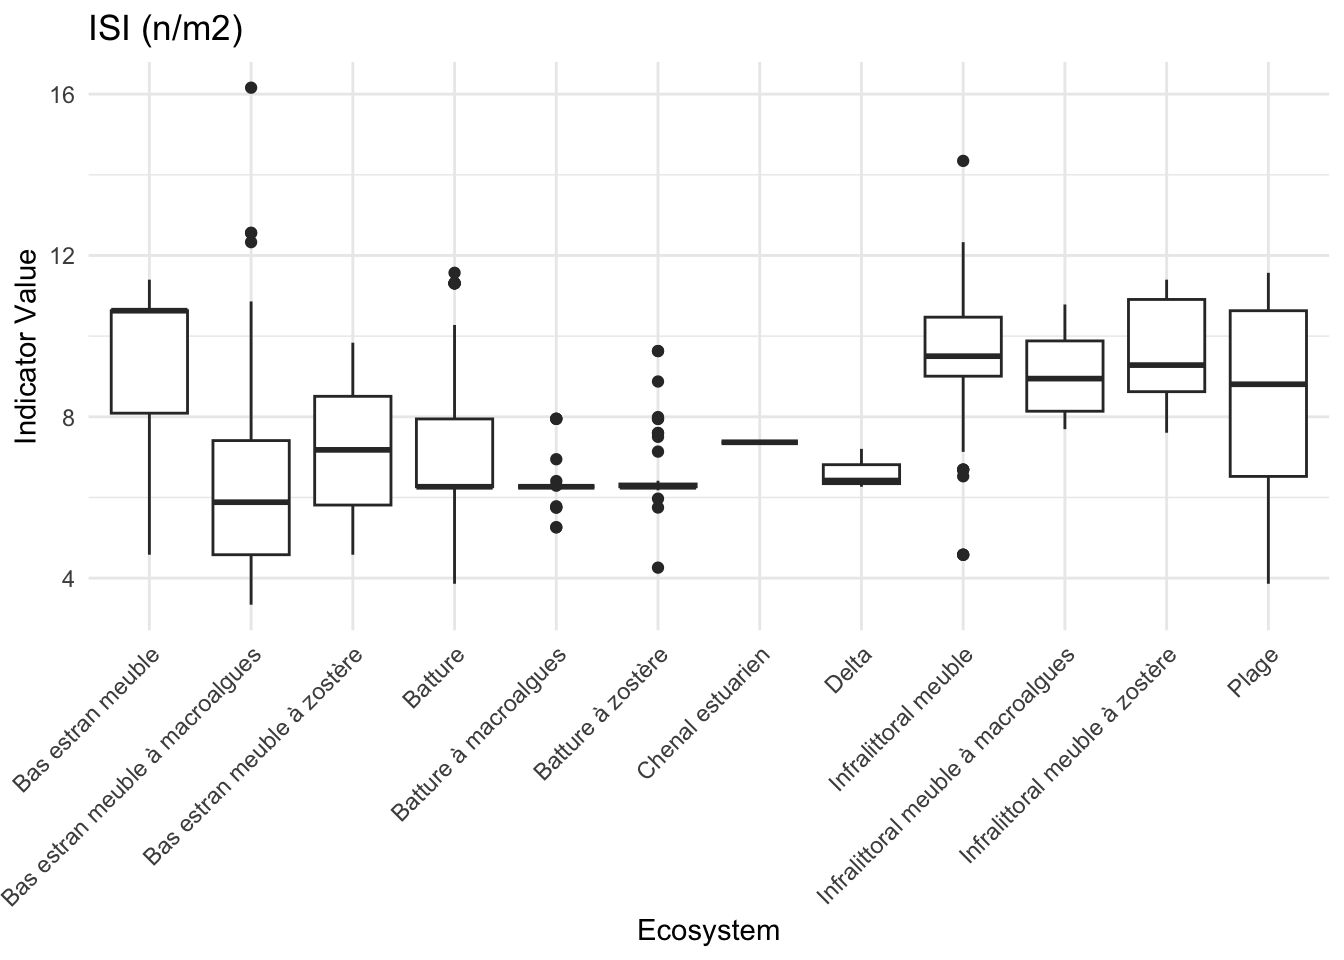 ISI (n/m2)
Indicator Value
16
12
8
4
Bas estran meuble
Bas estran meuble à macroalgues
Bas estran meuble à zostère
Batture
Batture à macroalgues
Batture à zostère
Chenal estuarien
Delta
Infralittoral meuble
Infralittoral meuble à macroalgues
Infralittoral meuble à zostère
Plage
Ecosystem